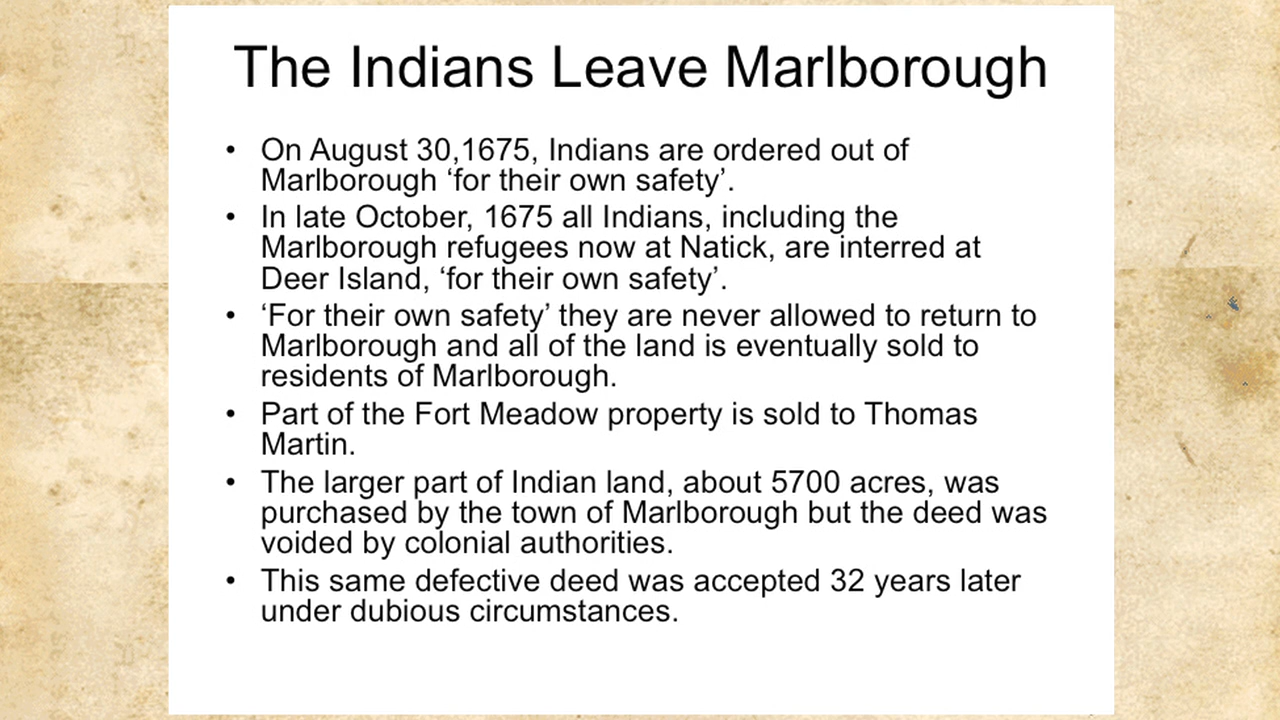 The Indians Leave Marlborough
• On August 30,1675, Indians are ordered out of
Marlborough ‘for their own safety’.
• In late October, 1675 all Indians, including the
Marlborough refugees now at Natick, are interred at
Deer Island, ‘for their own safety’.
• ‘For their own safety’ they are never allowed to return to
Marlborough and all of the land is eventually sold to
residents of Marlborough.
• Part of the Fort Meadow property is sold to Thomas
Martin.
• The larger part of Indian land, about 5700 acres, was
purchased by the town of Marlborough but the deed was
voided by colonial authorities.
• This same defective deed was accepted 32 years later
under dubious circumstances.